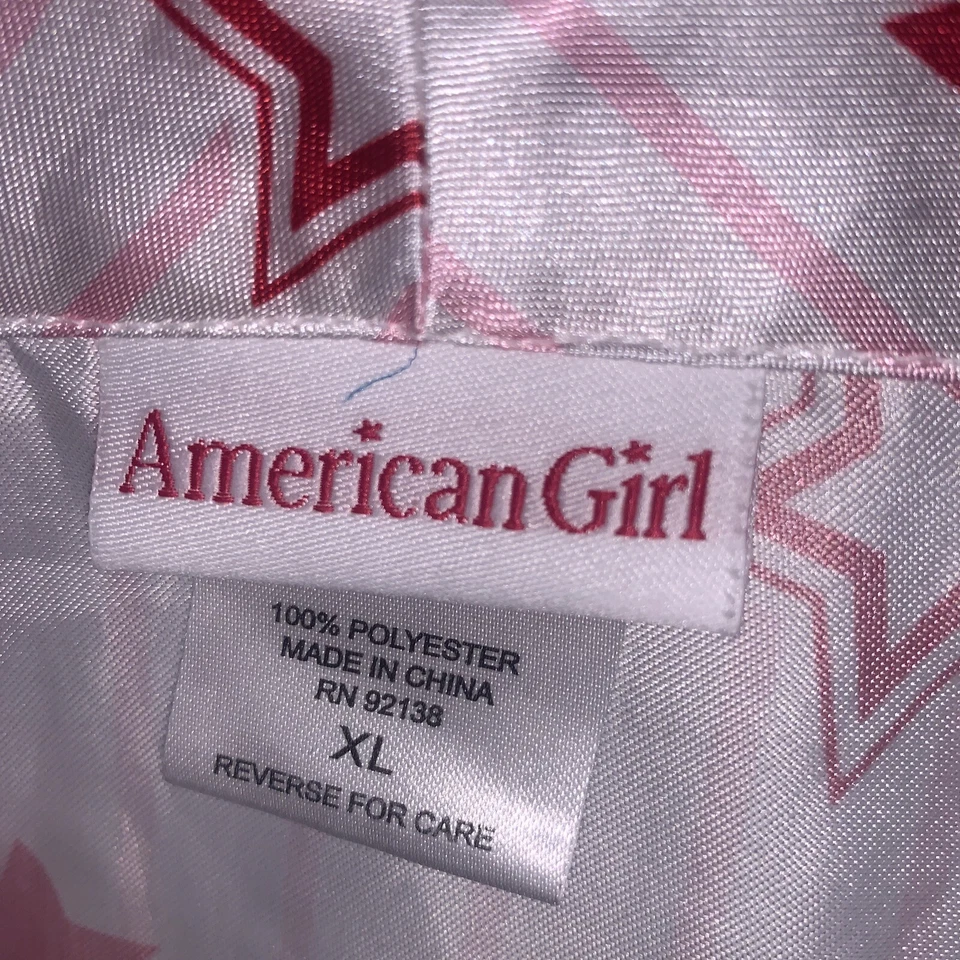 American Girl
100% POLYESTER
MADE IN CHINA
RN 92138
XL
REVERSE FOR CARE